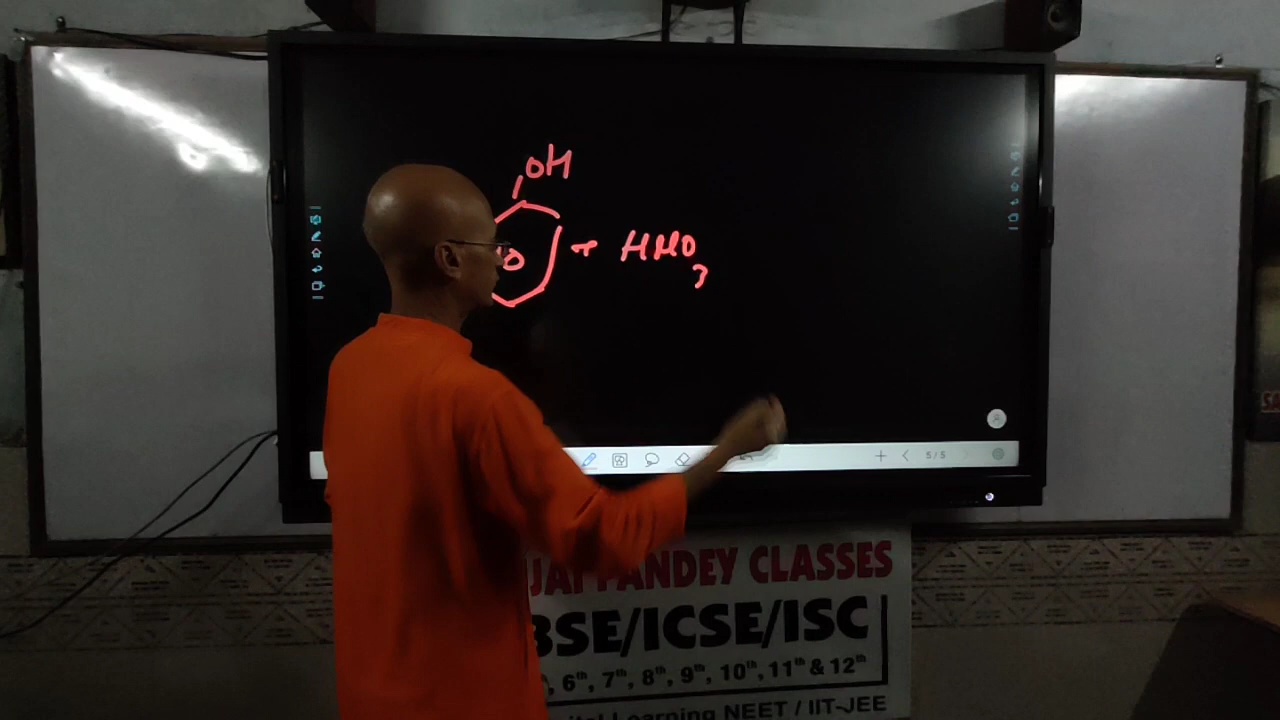 OH
+ HNO3
5/5
PANDEY CLASSES
BSE/ICSE/ISC
6th, 7th, 8th, 9th, 10th, 11th & 12th
Learning NEET / IIT-JEE